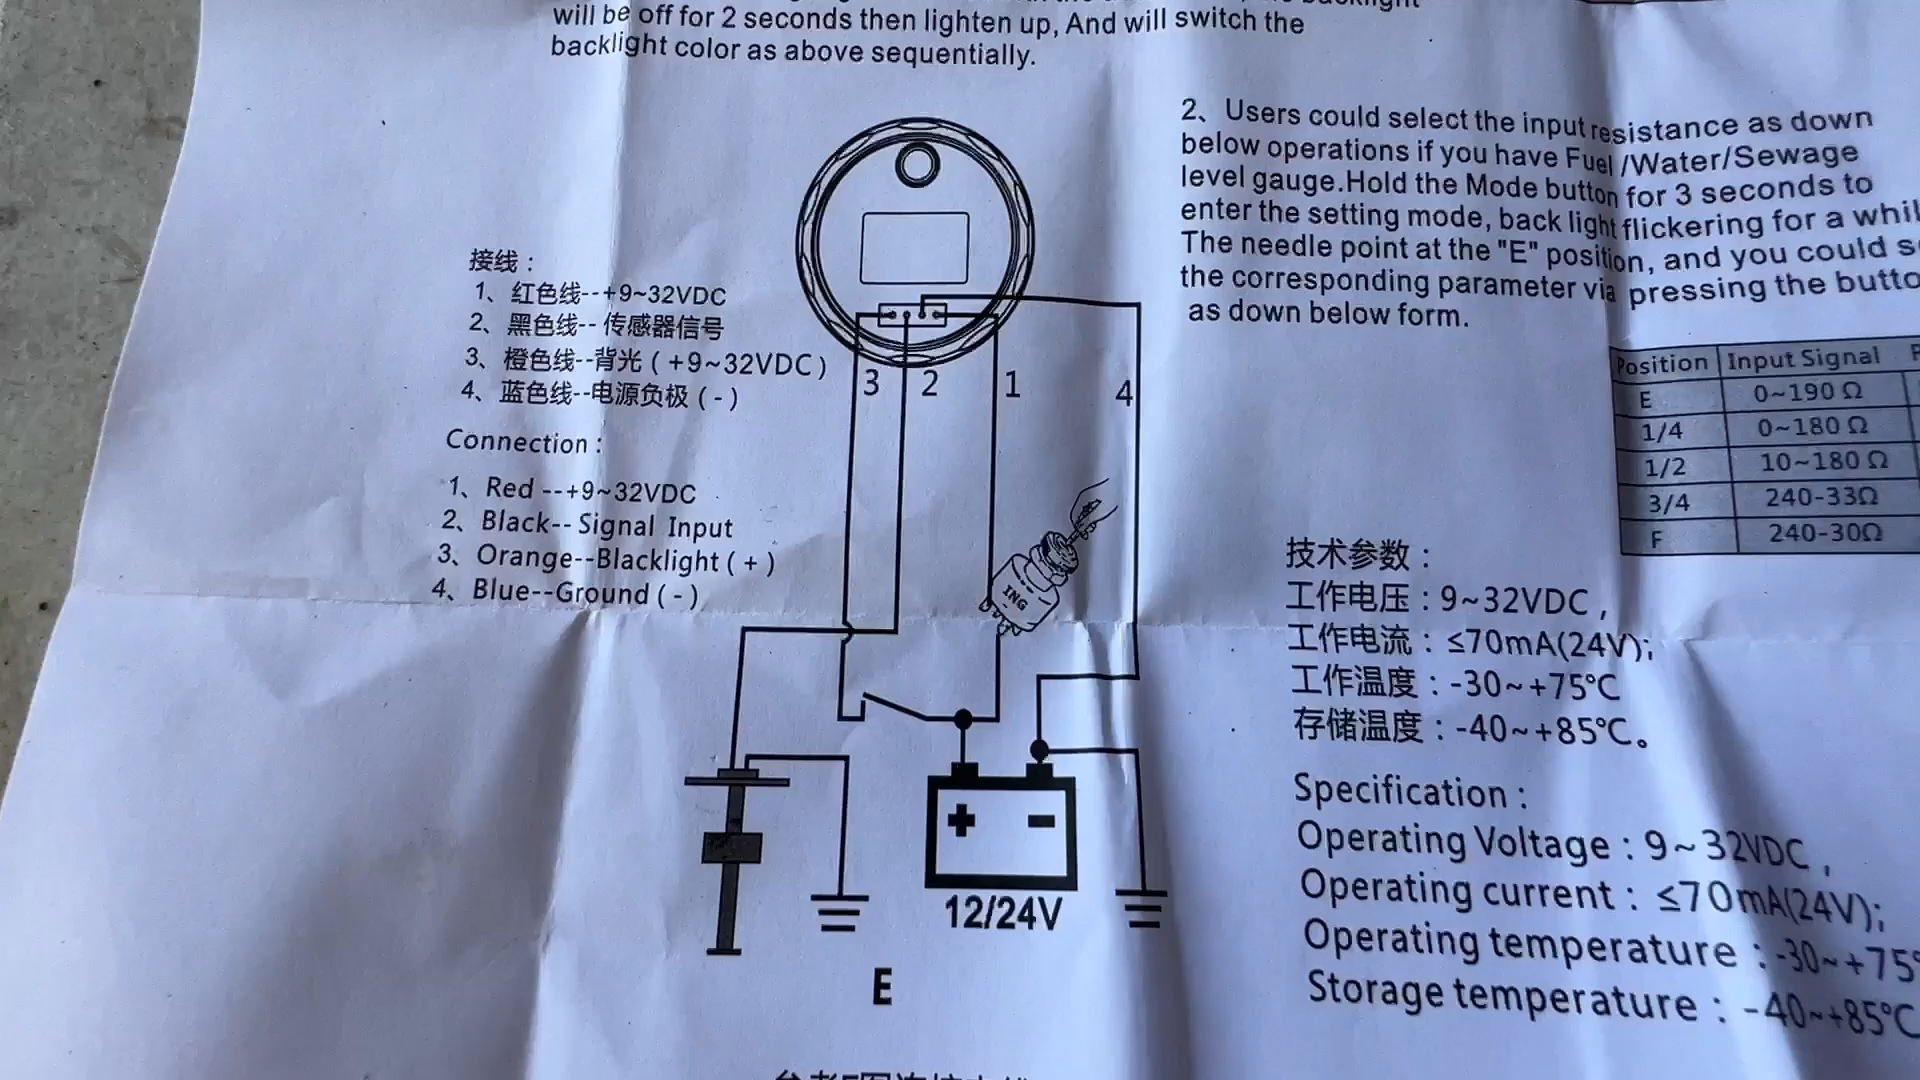 will be off for 2 seconds then lighten up, And will switch the
backlight color as above sequentially.
2、Users could select the input resistance as down
below operations if you have Fuel /Water/Sewage
level gauge.Hold the Mode button for 3 seconds to
enter the setting mode, back light flickering for a
The needle point at the "E" position, and you could
the corresponding parameter via pressing the
as down below form.
接线：
1、红色线--+9~32VDC
2、黑色线--传感器信号
3、橙色线--背光（+9~32VDC）
4、蓝色线--电源负极（-）
Connection：
1、Red --+9~32VDC
2、Black-- Signal Input
3、Orange--Blacklight（+）
4、Blue--Ground（-）
3 2 1 4
ING
+ -
12/24V
E
Position Input Signal
E 0~190 Ω
1/4 0~180 Ω
1/2 10~180 Ω
3/4 240-33Ω
F 240-30Ω
技术参数：
工作电压：9~32VDC，
工作电流：≤70mA(24V);
工作温度：-30~+75℃
存储温度：-40~+85℃。
Specification：
Operating Voltage：9~32VDC，
Operating current：≤70mA(24V);
Operating temperature：-30~+75°
Storage temperature：-40~+85℃